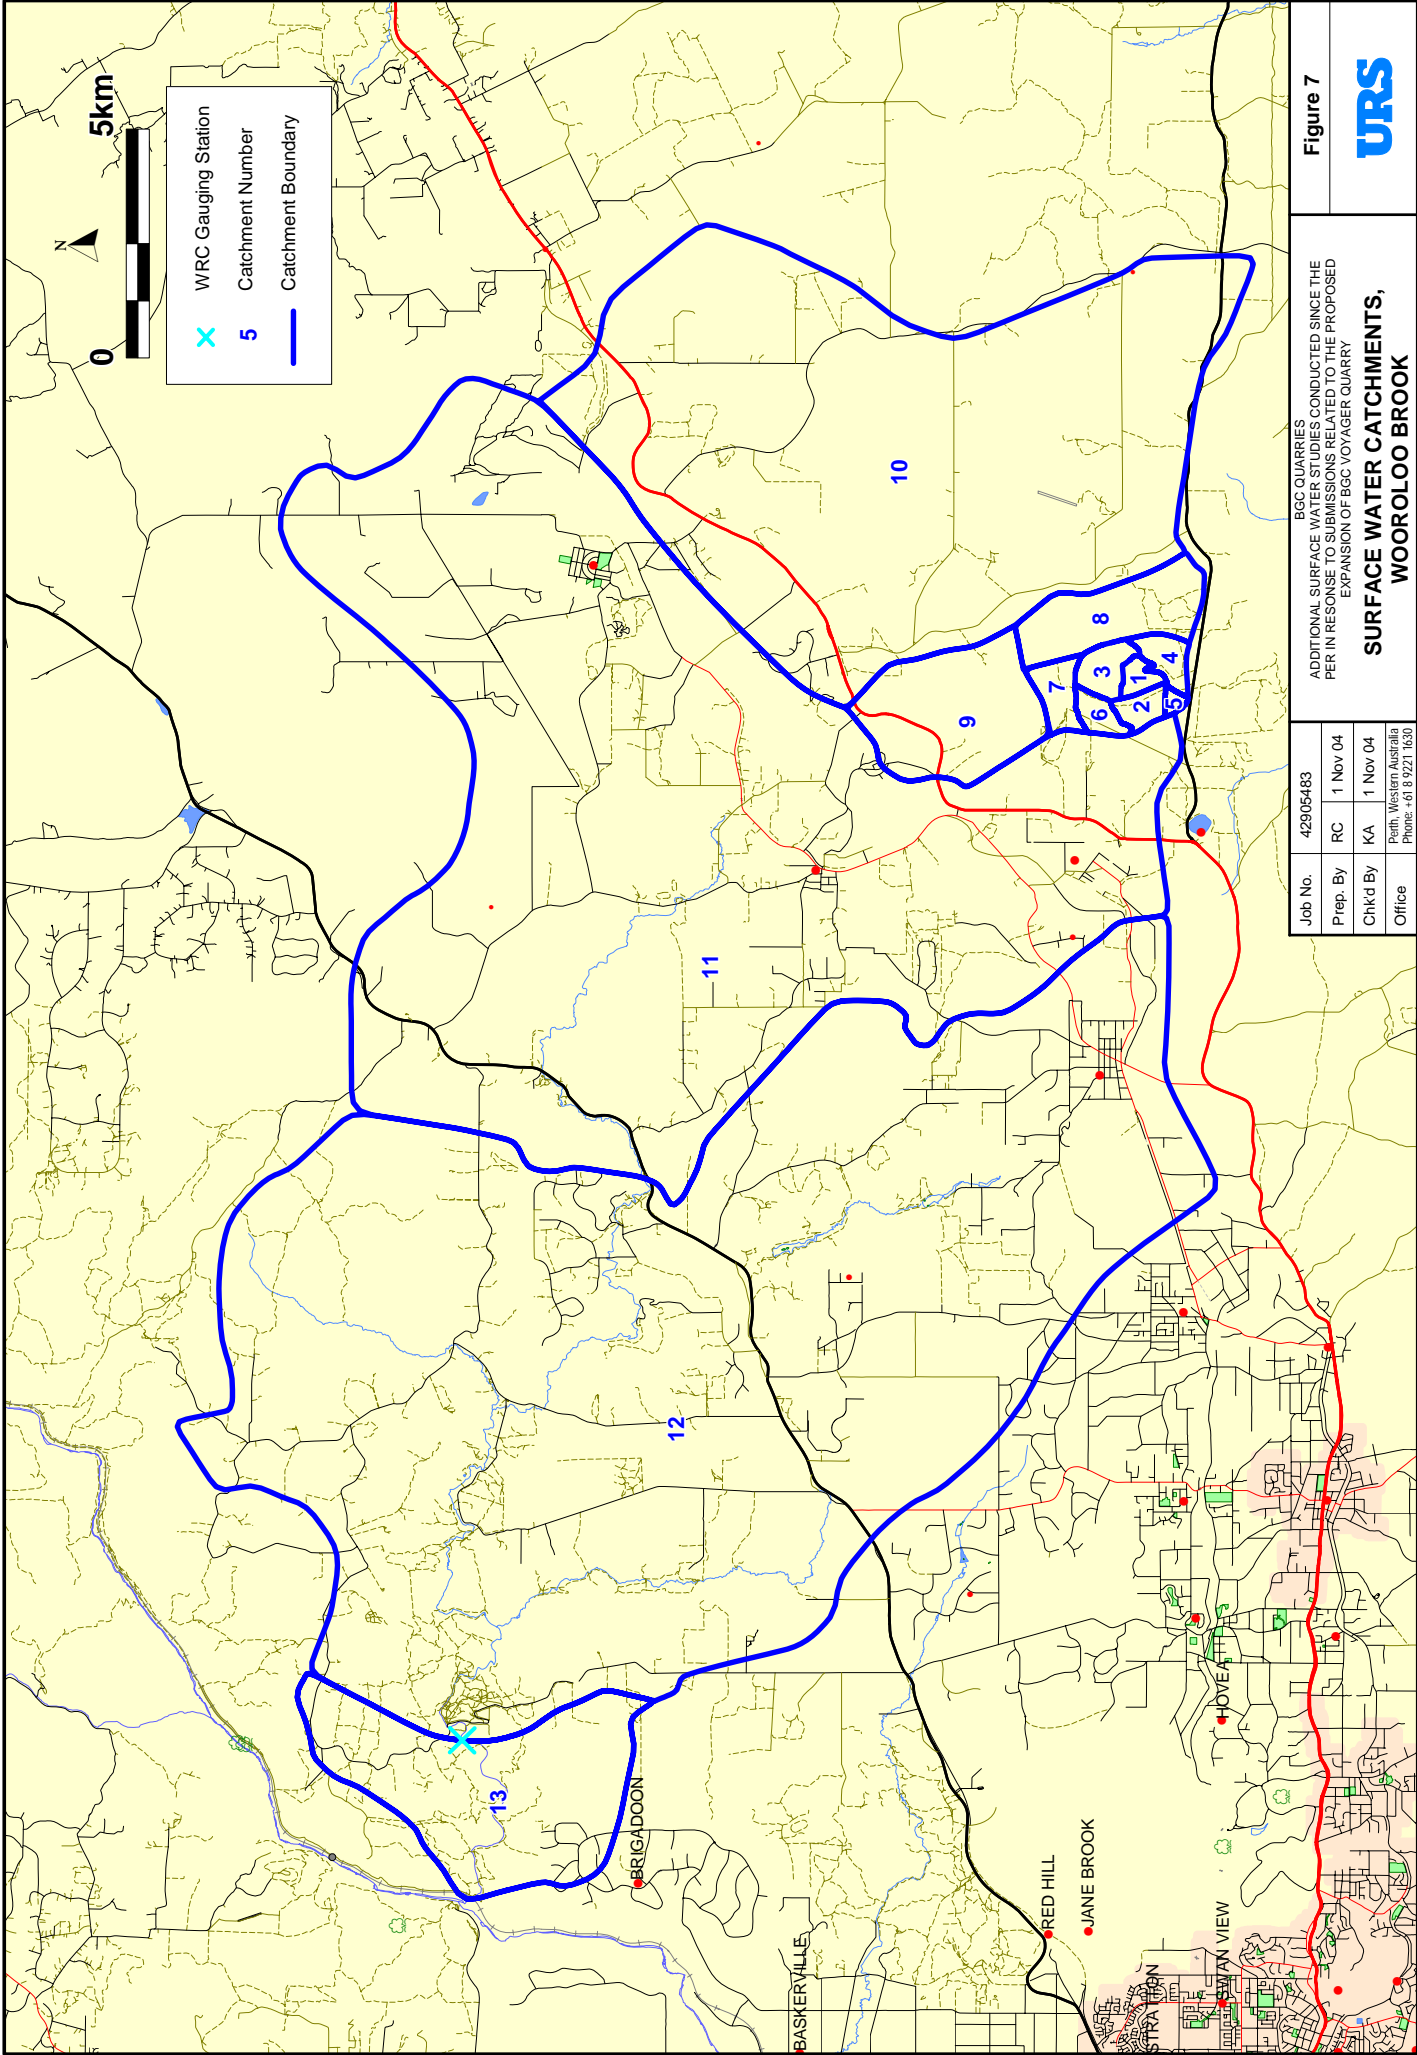 N
0
5km
WRC Gauging Station
5
Catchment Number
Catchment Boundary
10
8
3
4
1
7
2
5
6
9
11
12
13
BRIGADOON
BASKERVILLE
RED HILL
JANE BROOK
HOVEA
SWAN VIEW
STRATTON
Job No.
42905483
Prep. By
RC
1 Nov 04
Chk'd By
KA
1 Nov 04
Office
Perth, Western Australia
Phone: +61 8 9221 1630
BGC QUARRIES
ADDITIONAL SURFACE WATER STUDIES CONDUCTED SINCE THE
PER IN RESONSE TO SUBMISSIONS RELATED TO THE PROPOSED
EXPANSION OF BGC VOYAGER QUARRY
SURFACE WATER CATCHMENTS,
WOOROLOO BROOK
Figure 7
URS